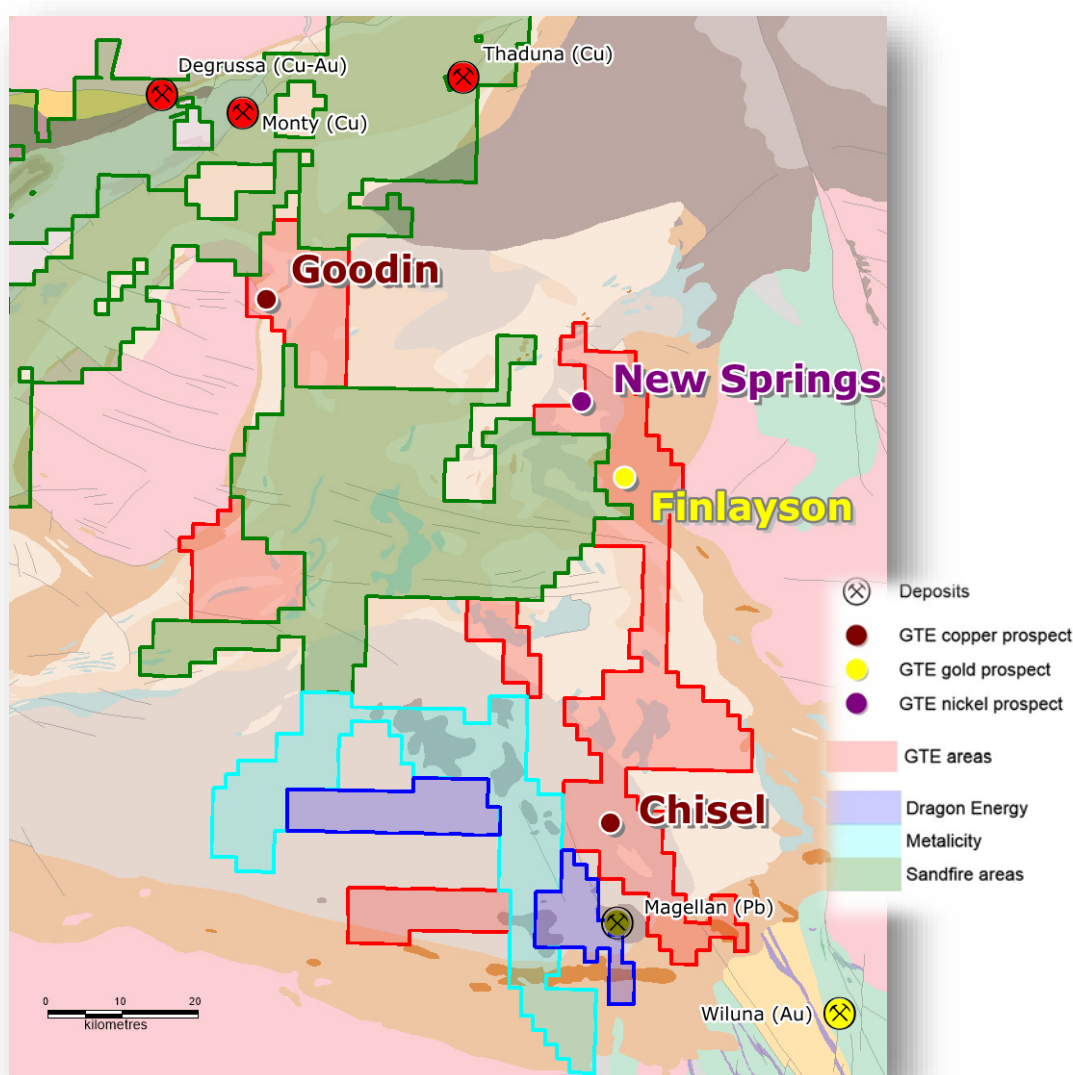 Degrussa (Cu-Au)
Thaduna (Cu)
Monty (Cu)
Goodin
New Springs
Finlayson
Deposits
GTE copper prospect
GTE gold prospect
GTE nickel prospect
GTE areas
Dragon Energy
Metalicity
Sandfire areas
Chisel
Magellan (Pb)
Wiluna (Au)
0 10 20
kilometres